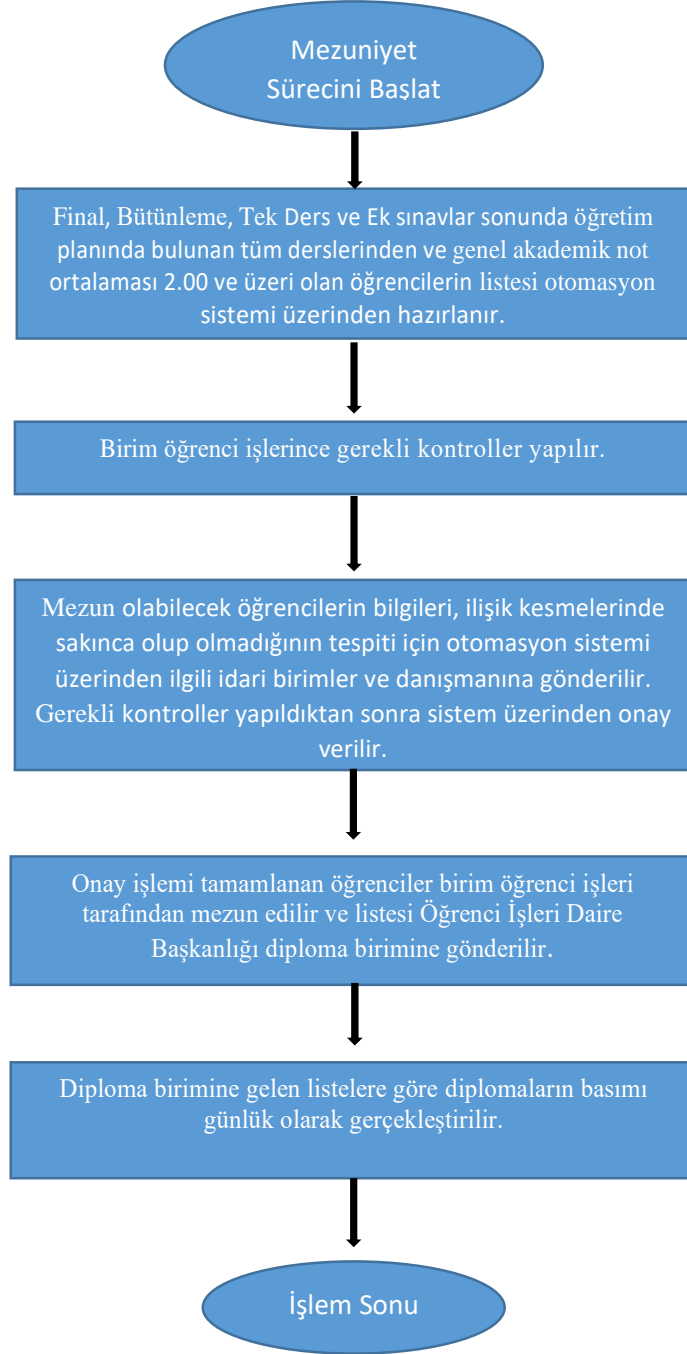 Mezuniyet
Sürecini Başlat
Final, Bütünleme, Tek Ders ve Ek sınavlar sonunda öğretim
planında bulunan tüm derslerinden ve genel akademik not
ortalaması 2.00 ve üzeri olan öğrencilerin listesi otomasyon
sistemi üzerinden hazırlanır.
Birim öğrenci işlerince gerekli kontroller yapılır.
Mezun olabilecek öğrencilerin bilgileri, ilişik kesmelerinde
sakınca olup olmadığının tespiti için otomasyon sistemi
üzerinden ilgili idari birimler ve danışmanına gönderilir.
Gerekli kontroller yapıldıktan sonra sistem üzerinden onay
verilir.
Onay işlemi tamamlanan öğrenciler birim öğrenci işleri
tarafından mezun edilir ve listesi Öğrenci İşleri Daire
Başkanlığı diploma birimine gönderilir.
Diploma birimine gelen listelere göre diplomaların basımı
günlük olarak gerçekleştirilir.
İşlem Sonu